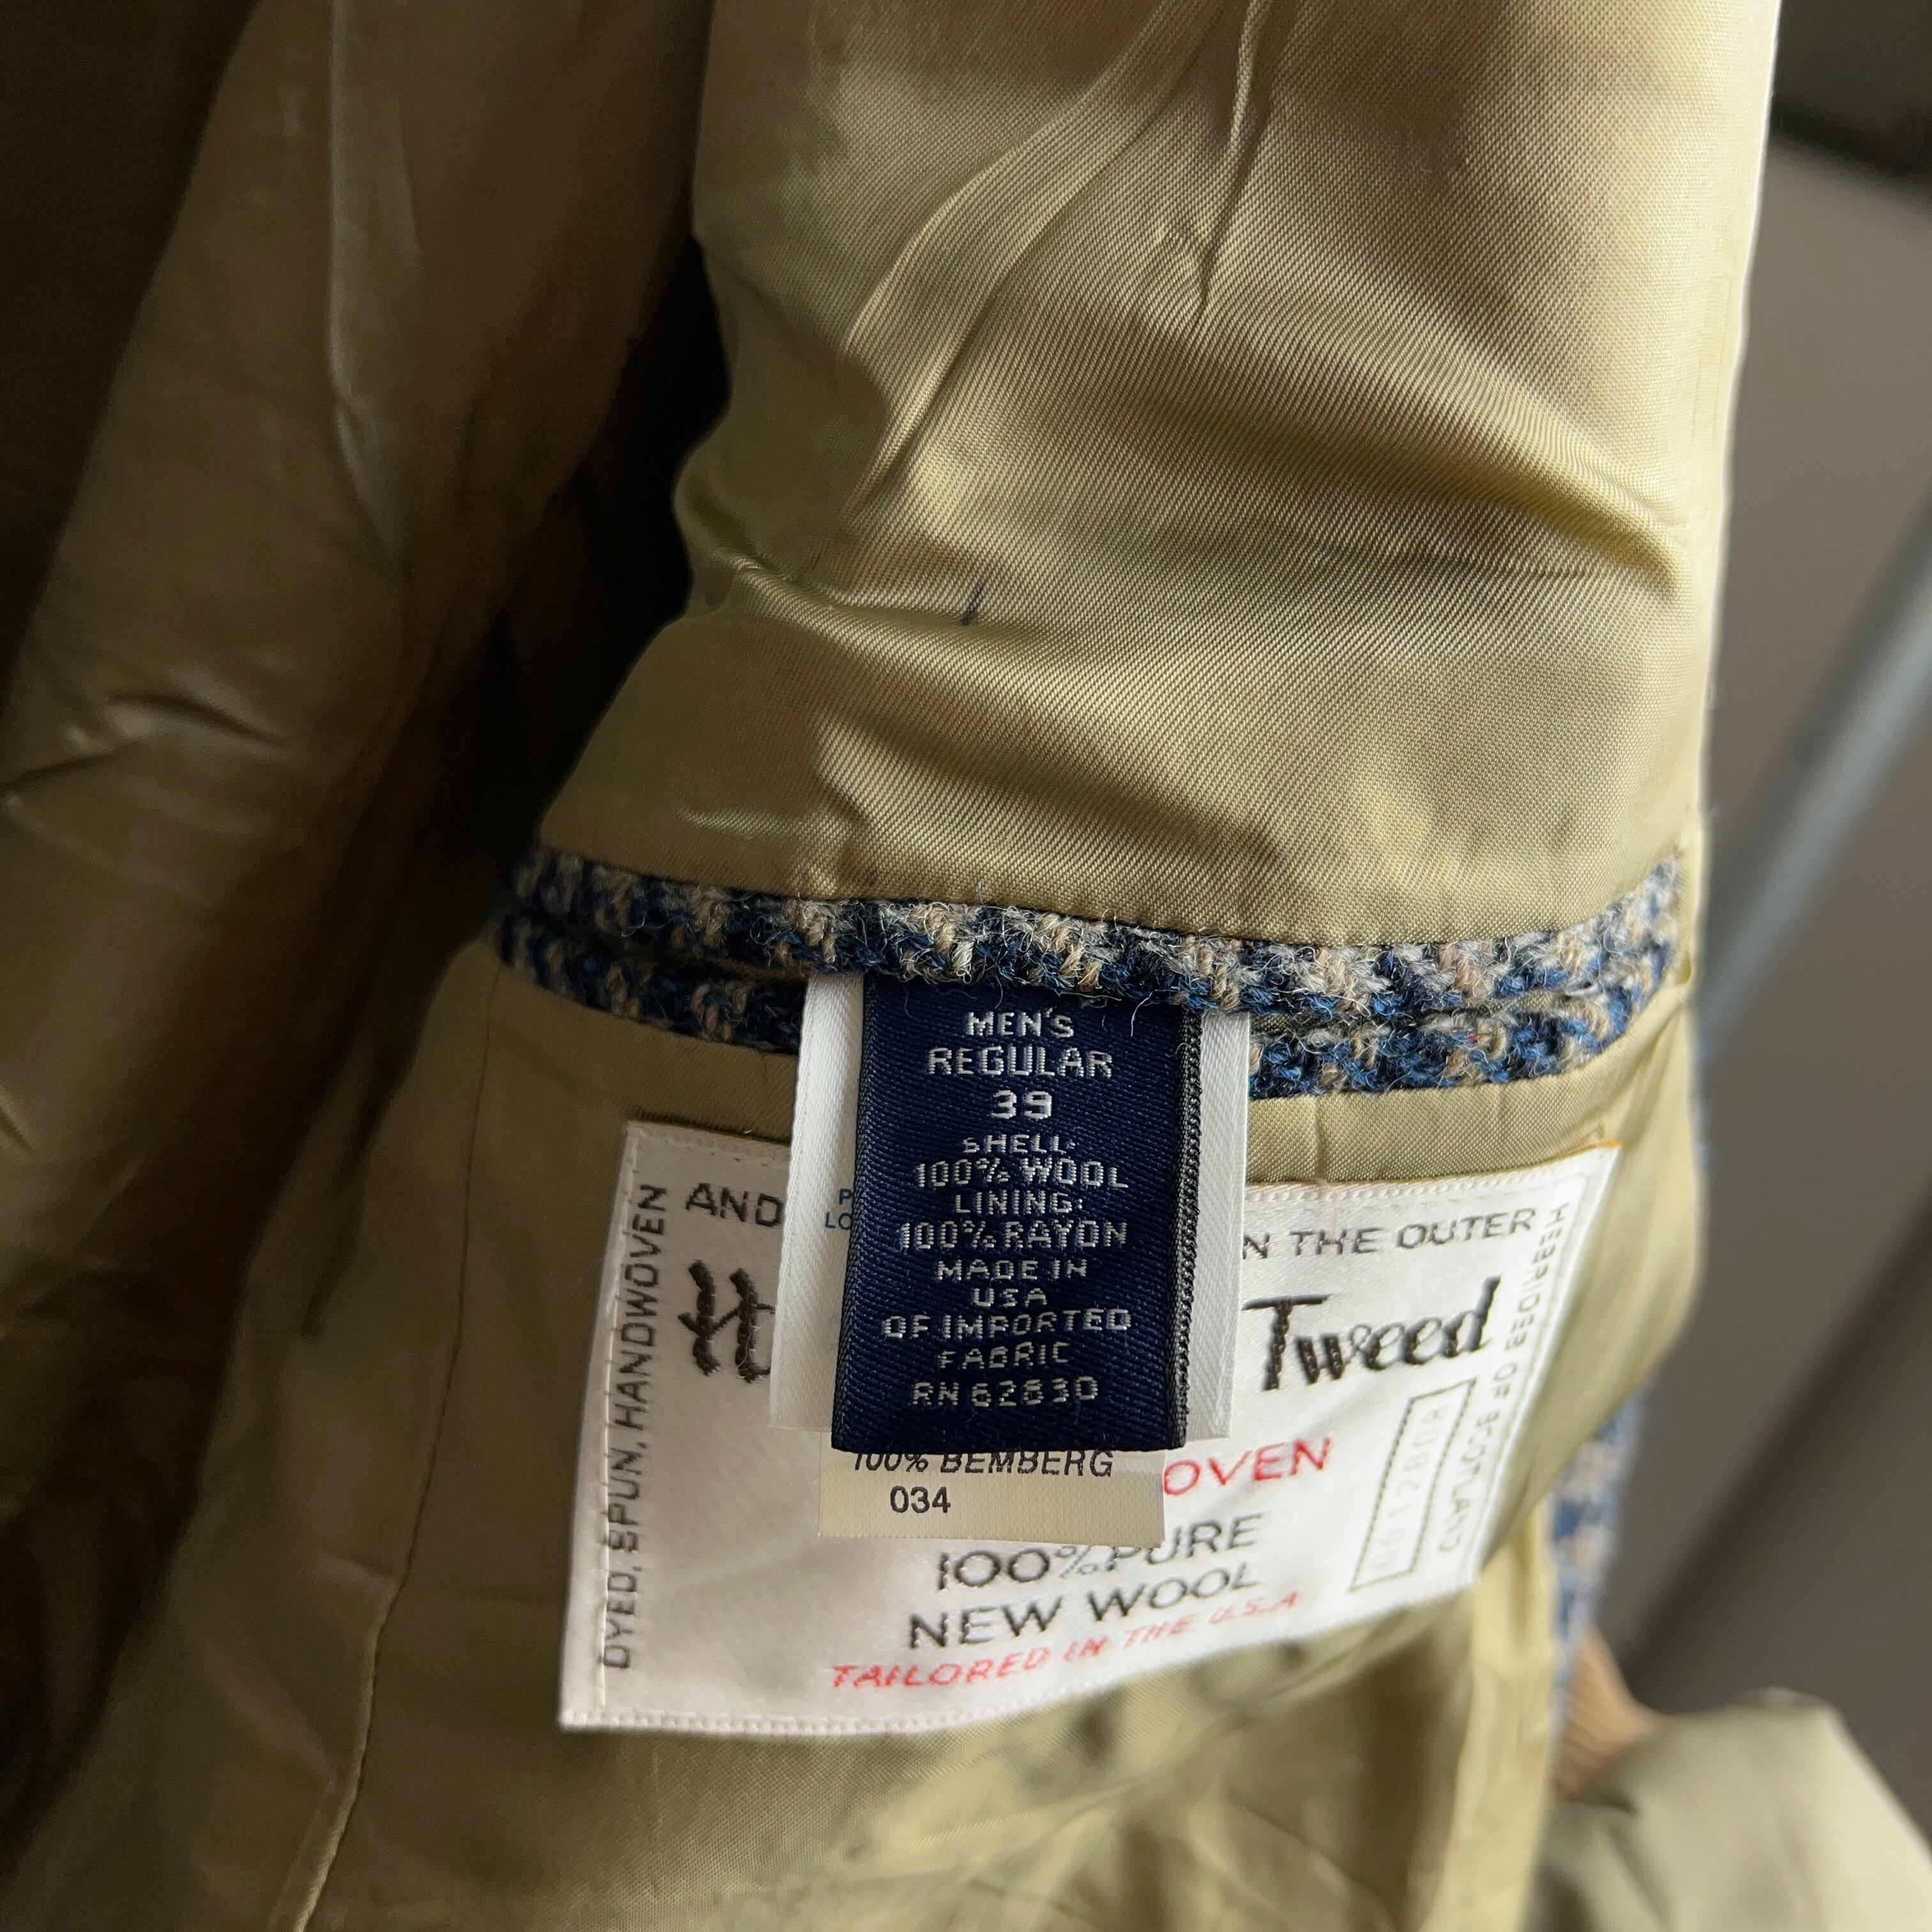 MEN'S
REGULAR
39
SHELL:
100% WOOL
LINING:
100% RAYON
MADE IN
USA
OF IMPORTED
FABRIC
RN 62830
P
LO
100% BEMBERG
034
DYED, SPUN, HANDWOVEN
AND
N THE OUTER
HEBRIDES OF SCOTLAND
H
Tweed
OVEN
100% PURE
NEW WOOL
TAILORED IN THE U.S.A.